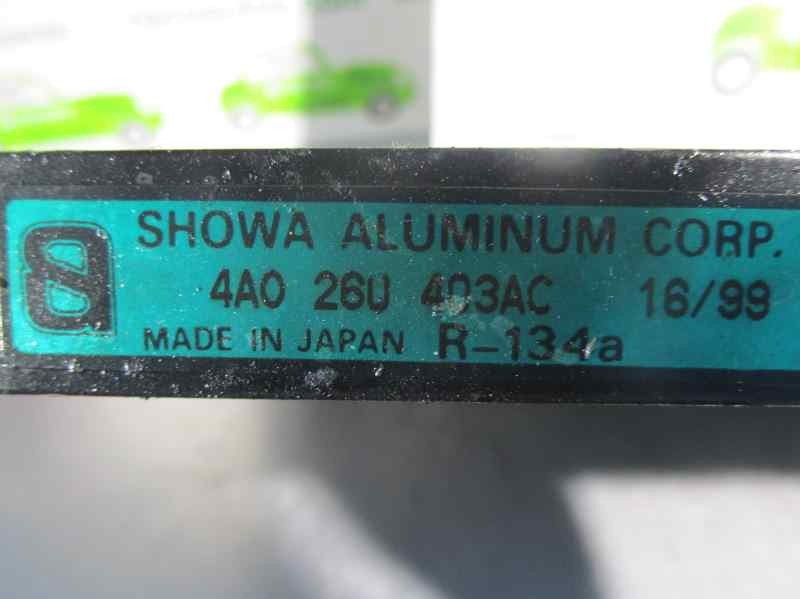 SHOWA ALUMINUM CORP.
4A0 260 403AC 16/99
MADE IN JAPAN R-134a